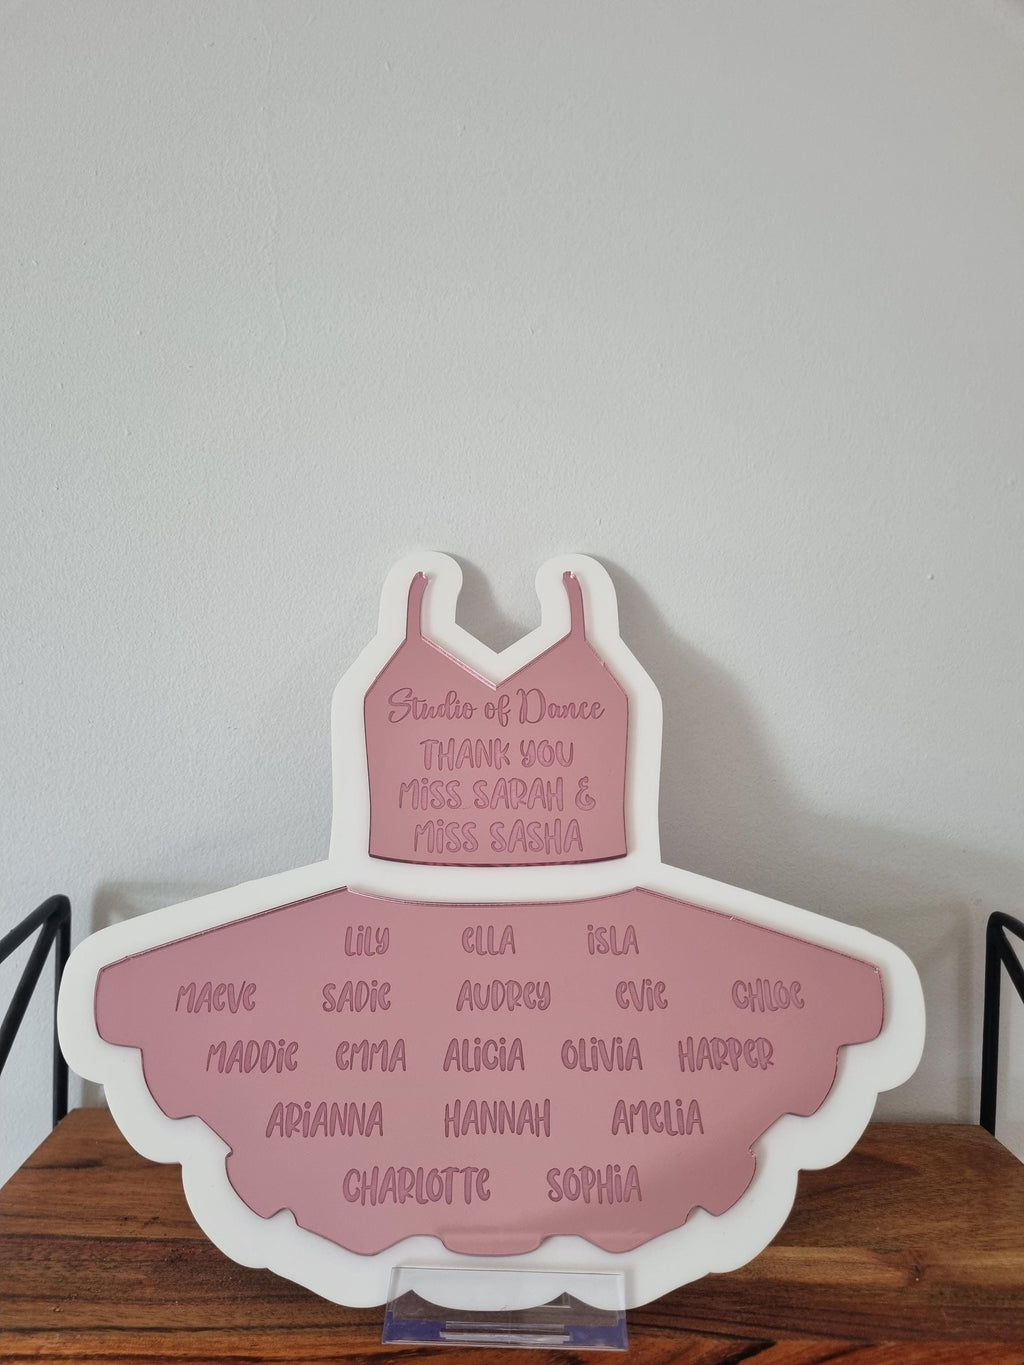 Studio of Dance
THANK YOU
MiSS SARAH &
MiSS SASHA
LiLY eLLA iSLA
MAeVe SADie AUDRey eVie CHLOe
MADDie eMMA ALiCiA OLiViA HARPeR
ARiANNA HANNAH AMeLiA
CHARLOTTe SOPHiA